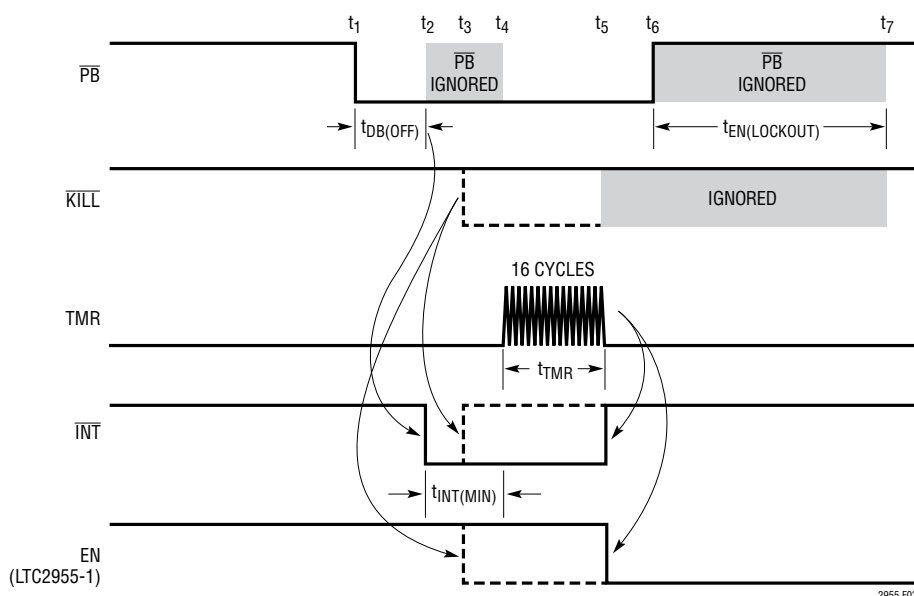 t1 t2 t3 t4 t5 t6 t7
PB
PB
IGNORED
PB
IGNORED
tDB(OFF)
tEN(LOCKOUT)
KILL
IGNORED
16 CYCLES
TMR
tTMR
INT
tINT(MIN)
EN
(LTC2955-1)